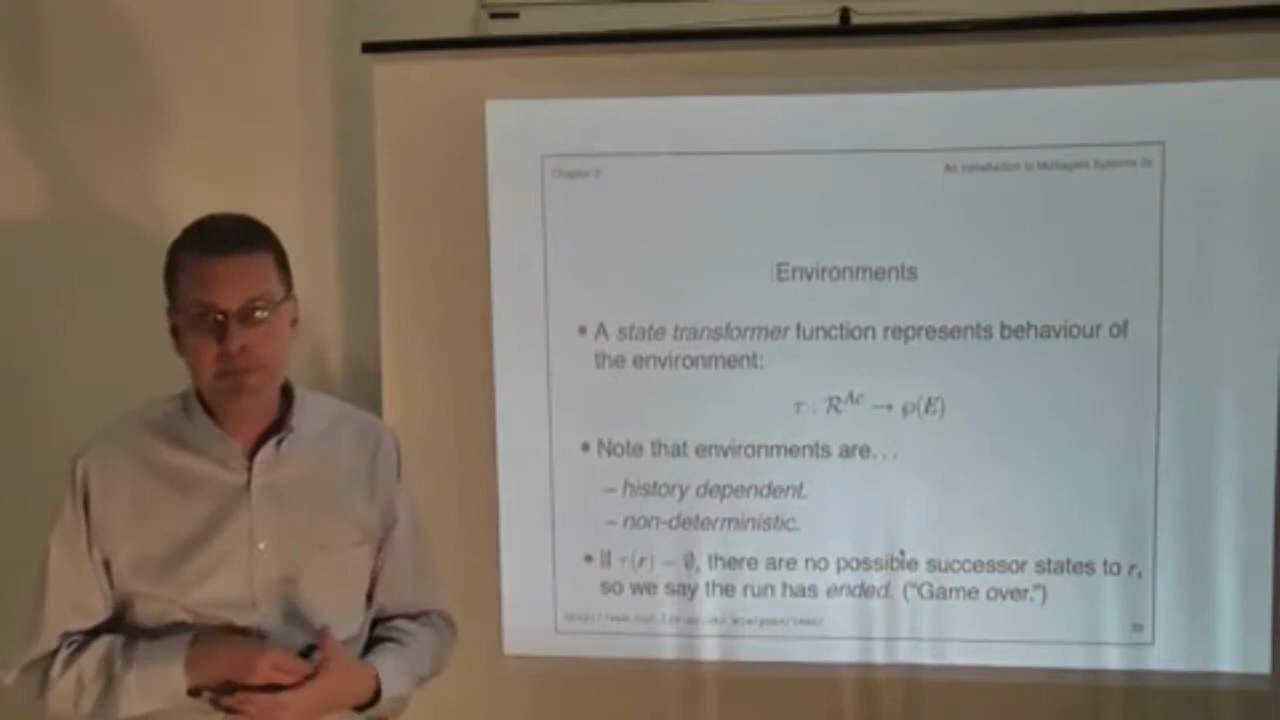 Chapter 2
An Introduction to Multiagent Systems 2e
Environments
• A state transformer function represents behaviour of
the environment:
τ : R^Ac → ℘(E)
• Note that environments are…
– history dependent.
– non-deterministic.
• If τ(r) = ∅, there are no possible successor states to r,
so we say the run has ended. ("Game over.")